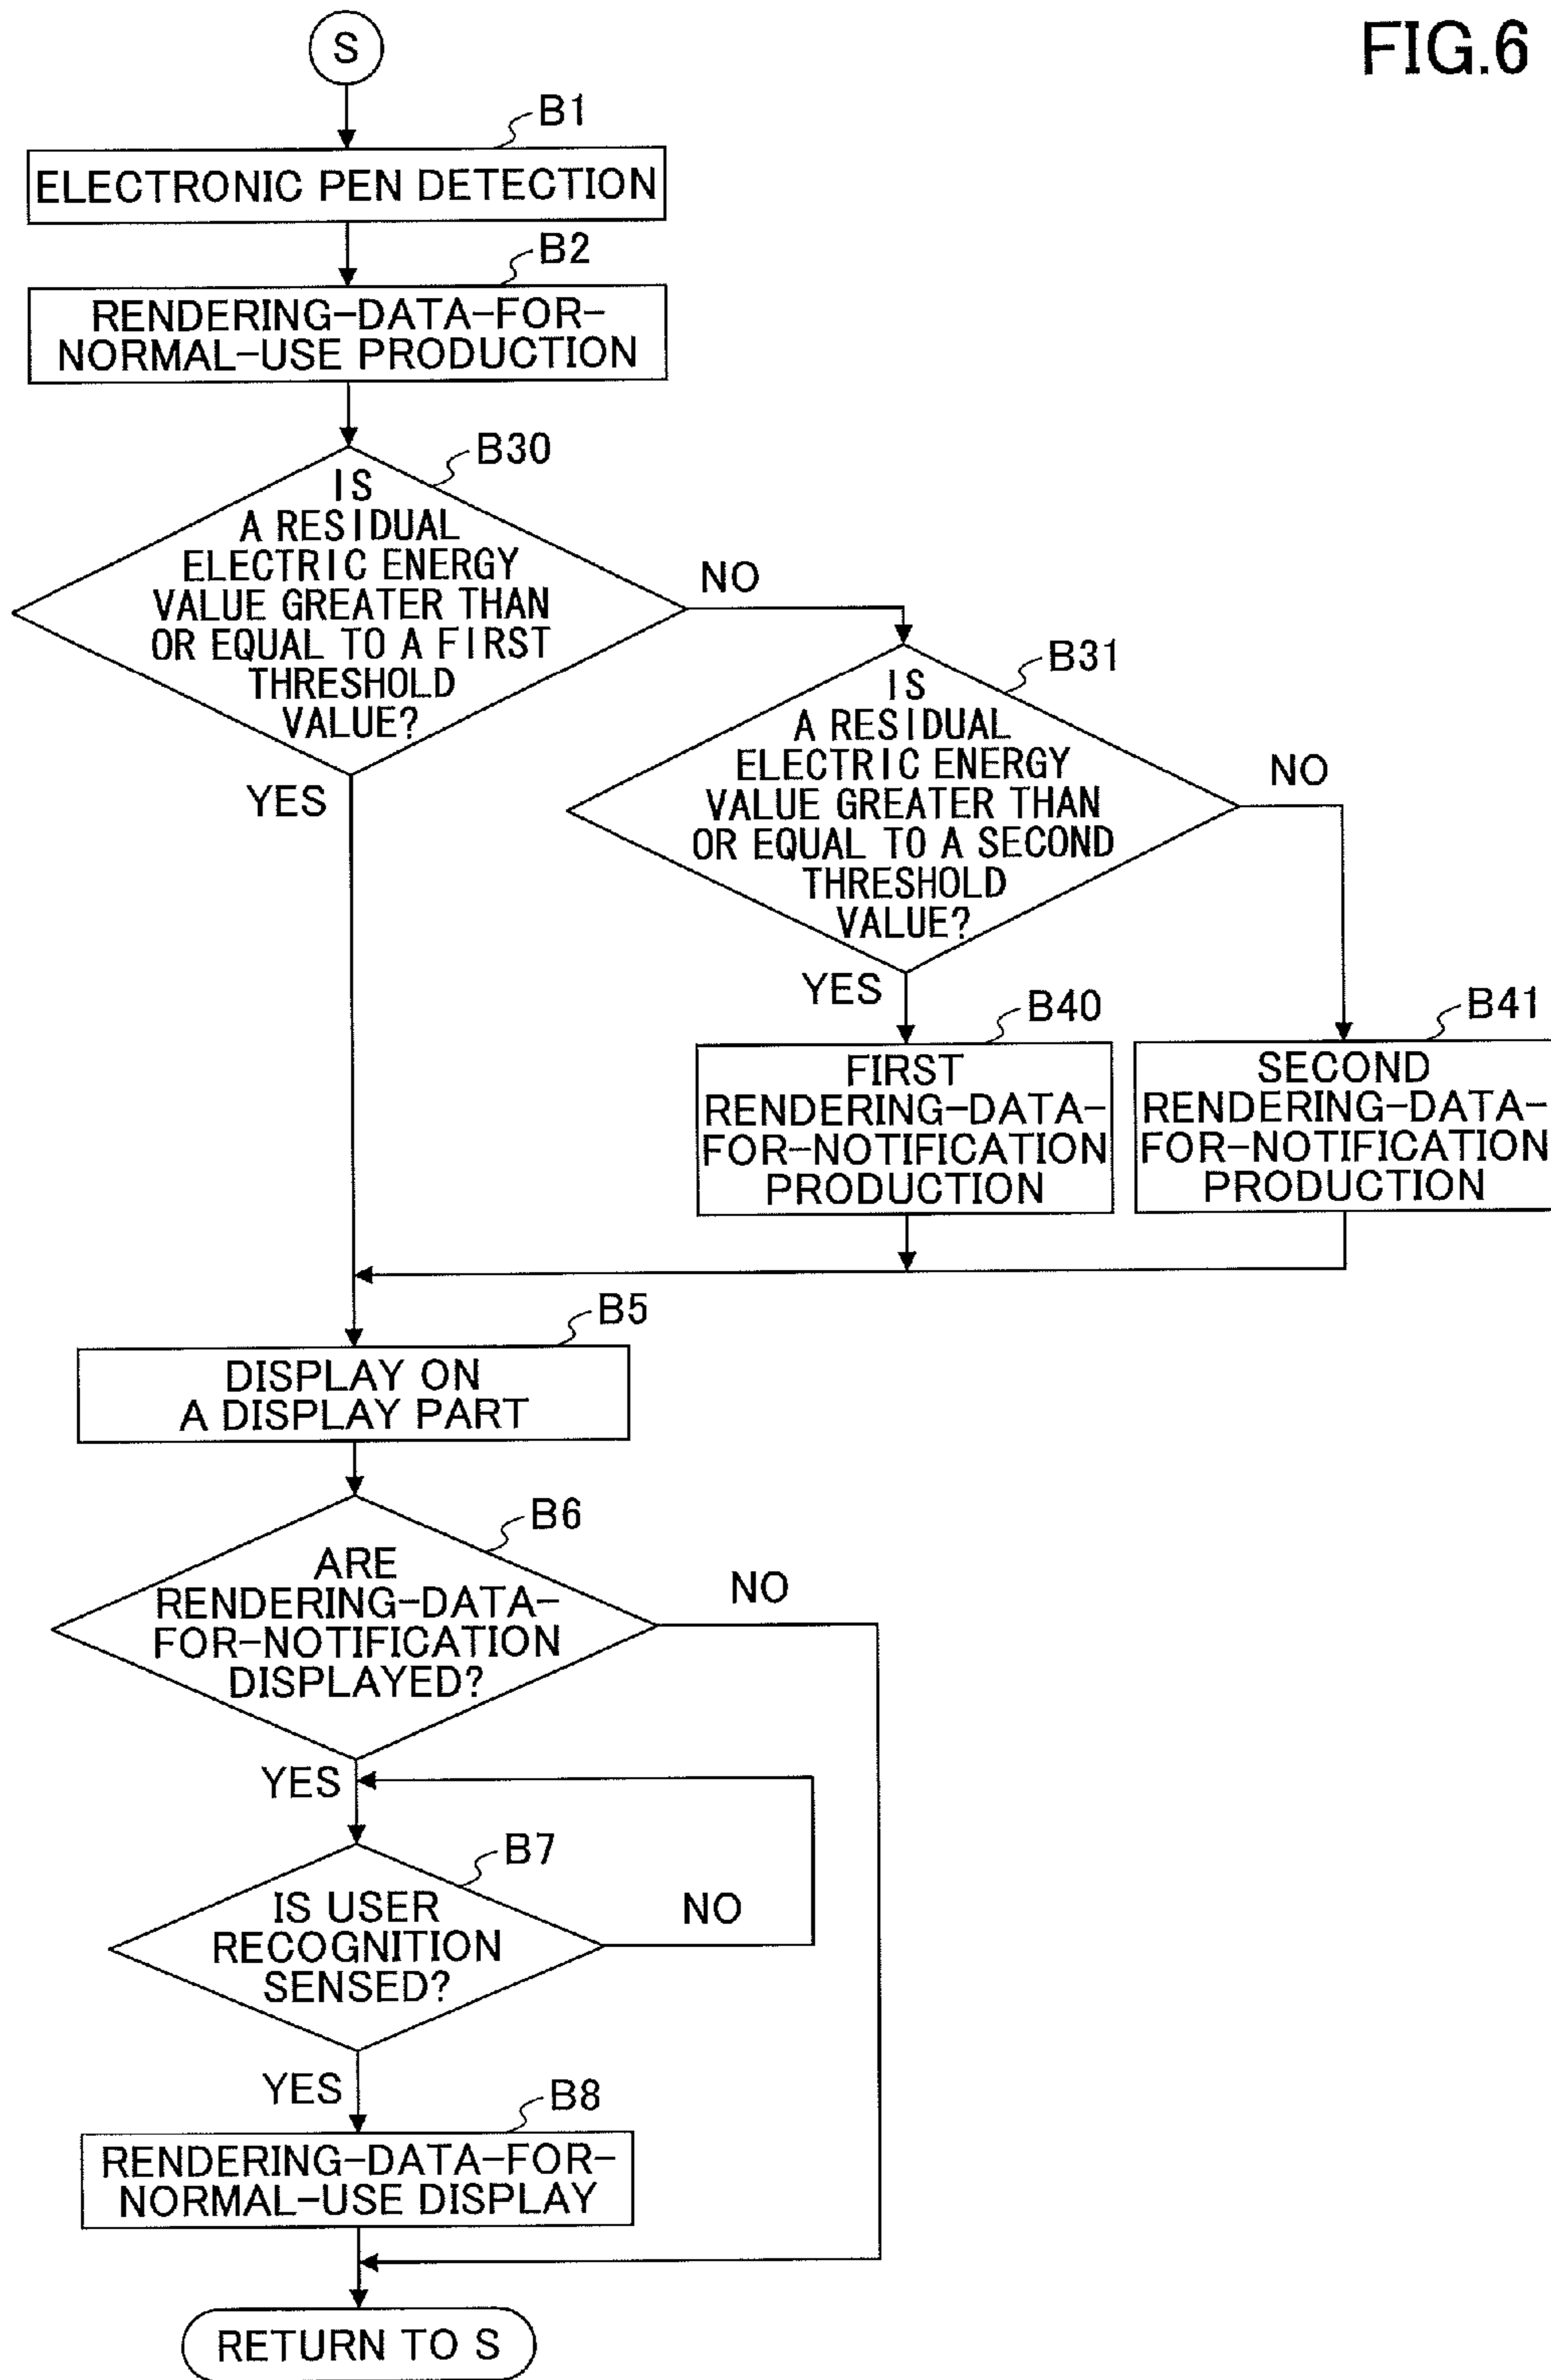 FIG.6
S
B1
ELECTRONIC PEN DETECTION
B2
RENDERING-DATA-FOR-
NORMAL-USE PRODUCTION
B30
IS
A RESIDUAL
ELECTRIC ENERGY
VALUE GREATER THAN
OR EQUAL TO A FIRST
THRESHOLD
VALUE?
NO
YES
B31
IS
A RESIDUAL
ELECTRIC ENERGY
VALUE GREATER THAN
OR EQUAL TO A SECOND
THRESHOLD
VALUE?
NO
YES
B40
FIRST
RENDERING-DATA-
FOR-NOTIFICATION
PRODUCTION
B41
SECOND
RENDERING-DATA-
FOR-NOTIFICATION
PRODUCTION
B5
DISPLAY ON
A DISPLAY PART
B6
ARE
RENDERING-DATA-
FOR-NOTIFICATION
DISPLAYED?
NO
YES
B7
IS USER
RECOGNITION
SENSED?
NO
YES
B8
RENDERING-DATA-FOR-
NORMAL-USE DISPLAY
RETURN TO S